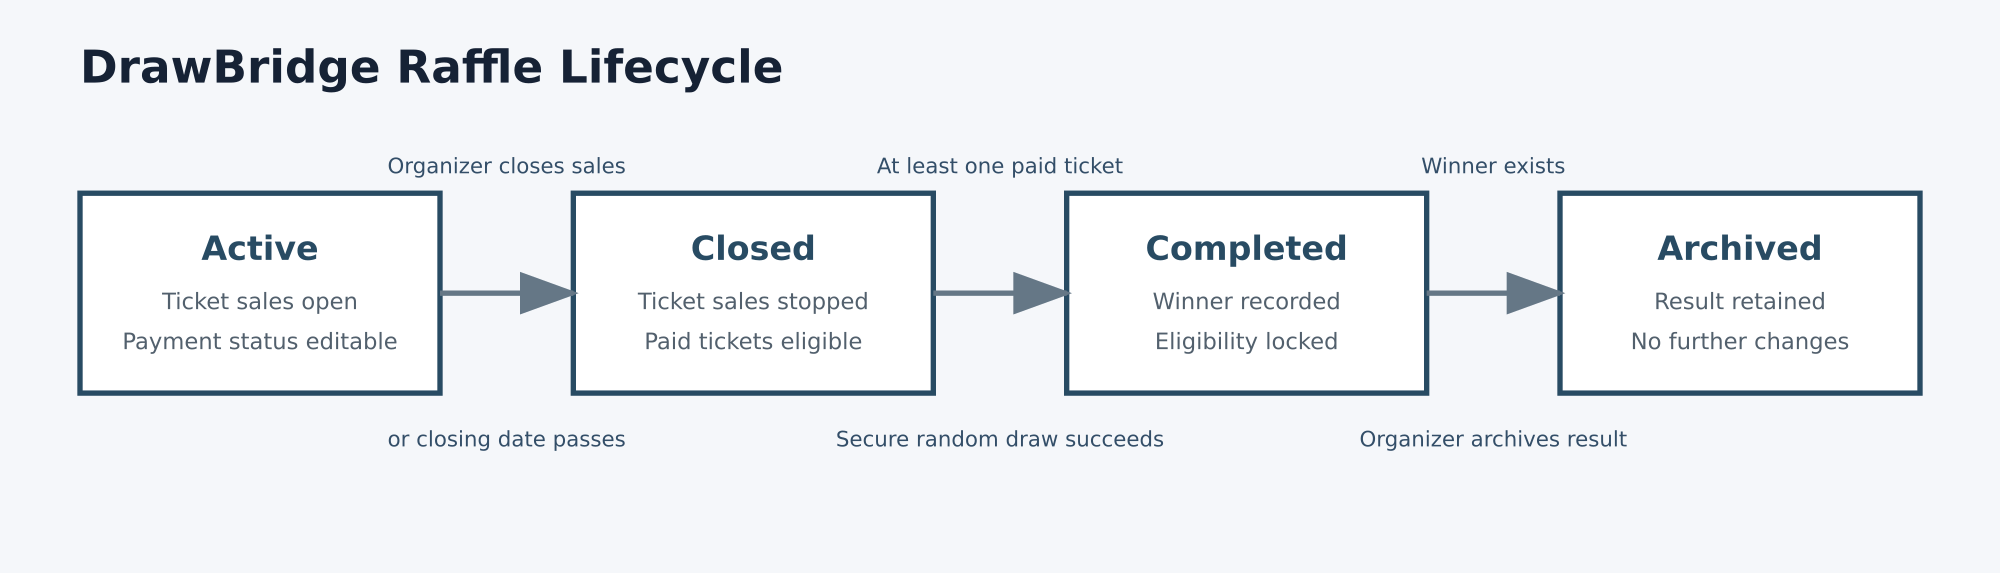 DrawBridge Raffle Lifecycle
Organizer closes sales
At least one paid ticket
Winner exists
Active
Ticket sales open
Payment status editable
Closed
Ticket sales stopped
Paid tickets eligible
Completed
Winner recorded
Eligibility locked
Archived
Result retained
No further changes
or closing date passes
Secure random draw succeeds
Organizer archives result